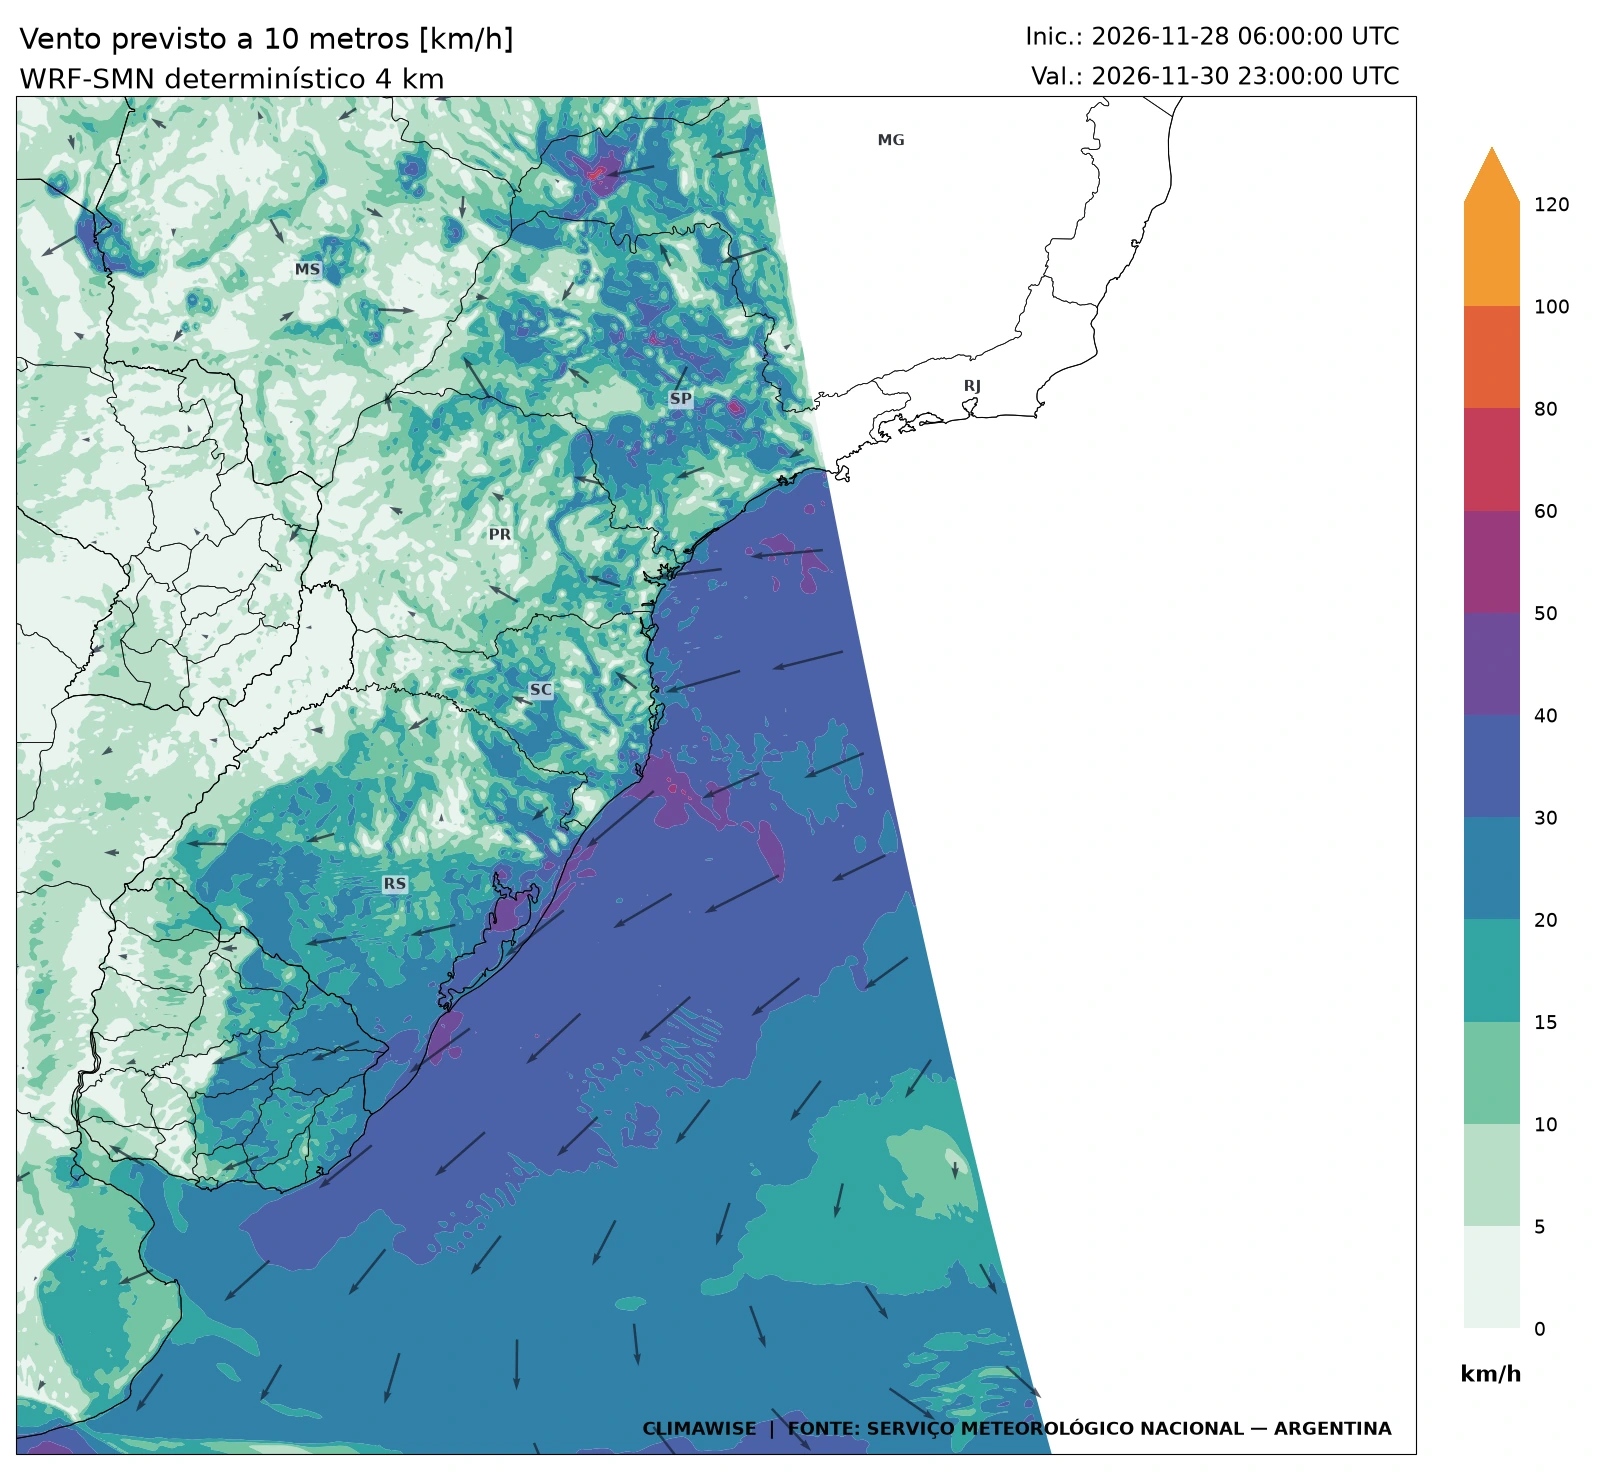 Vento previsto a 10 metros [km/h]
WRF-SMN determinístico 4 km
Inic.: 2026-11-28 06:00:00 UTC
Val.: 2026-11-30 23:00:00 UTC
MG
MS
RJ
SP
PR
SC
RS
120
100
80
60
50
40
30
20
15
10
5
0
km/h
CLIMAWISE | FONTE: SERVIÇO METEOROLÓGICO NACIONAL — ARGENTINA